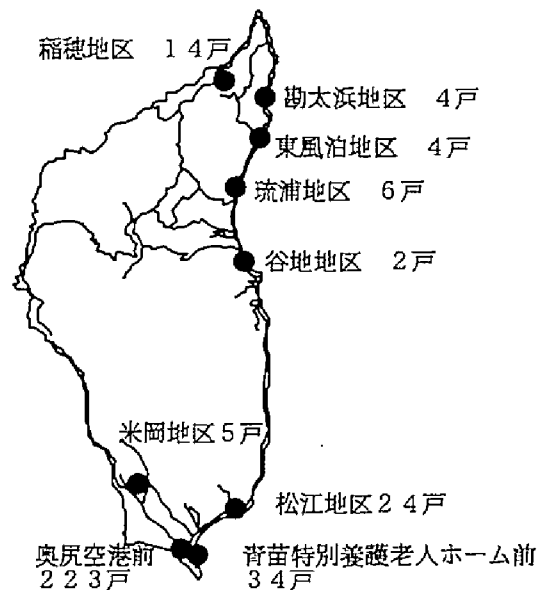 稲穂地区　１４戸
勘太浜地区　４戸
東風泊地区　４戸
琉浦地区　６戸
谷地地区　２戸
米岡地区５戸
松江地区２４戸
奥尻空港前
２２３戸
青苗特別養護老人ホーム前
３４戸